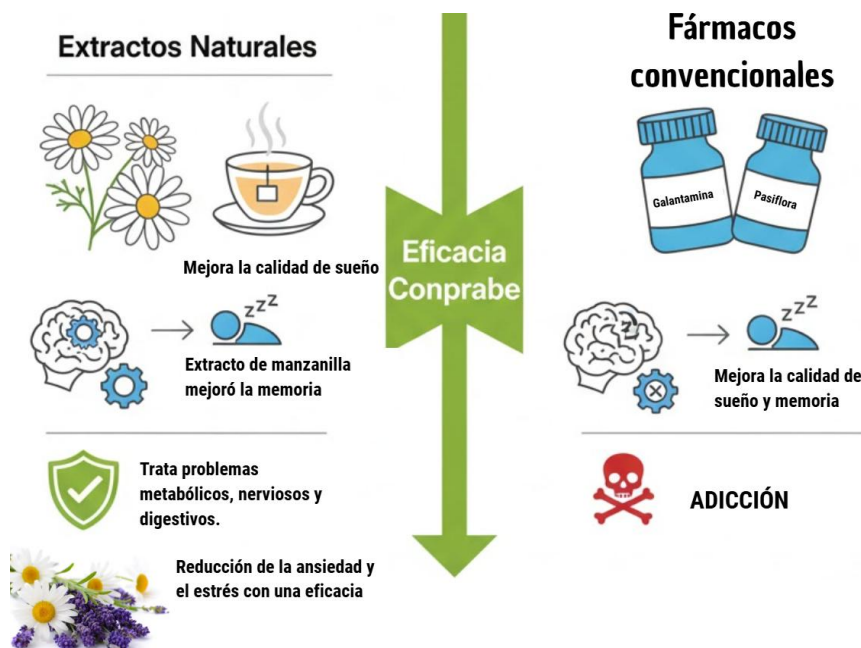 Extractos Naturales
Mejora la calidad de sueño
Extracto de manzanilla
mejoró la memoria
Trata problemas
metabólicos, nerviosos y
digestivos.
Reducción de la ansiedad y
el estrés con una eficacia
Eficacia
Conprabe
Fármacos
convencionales
Galantamina
Pasiflora
zzz
zzz
Z
Mejora la calidad de
sueño y memoria
ADICCIÓN